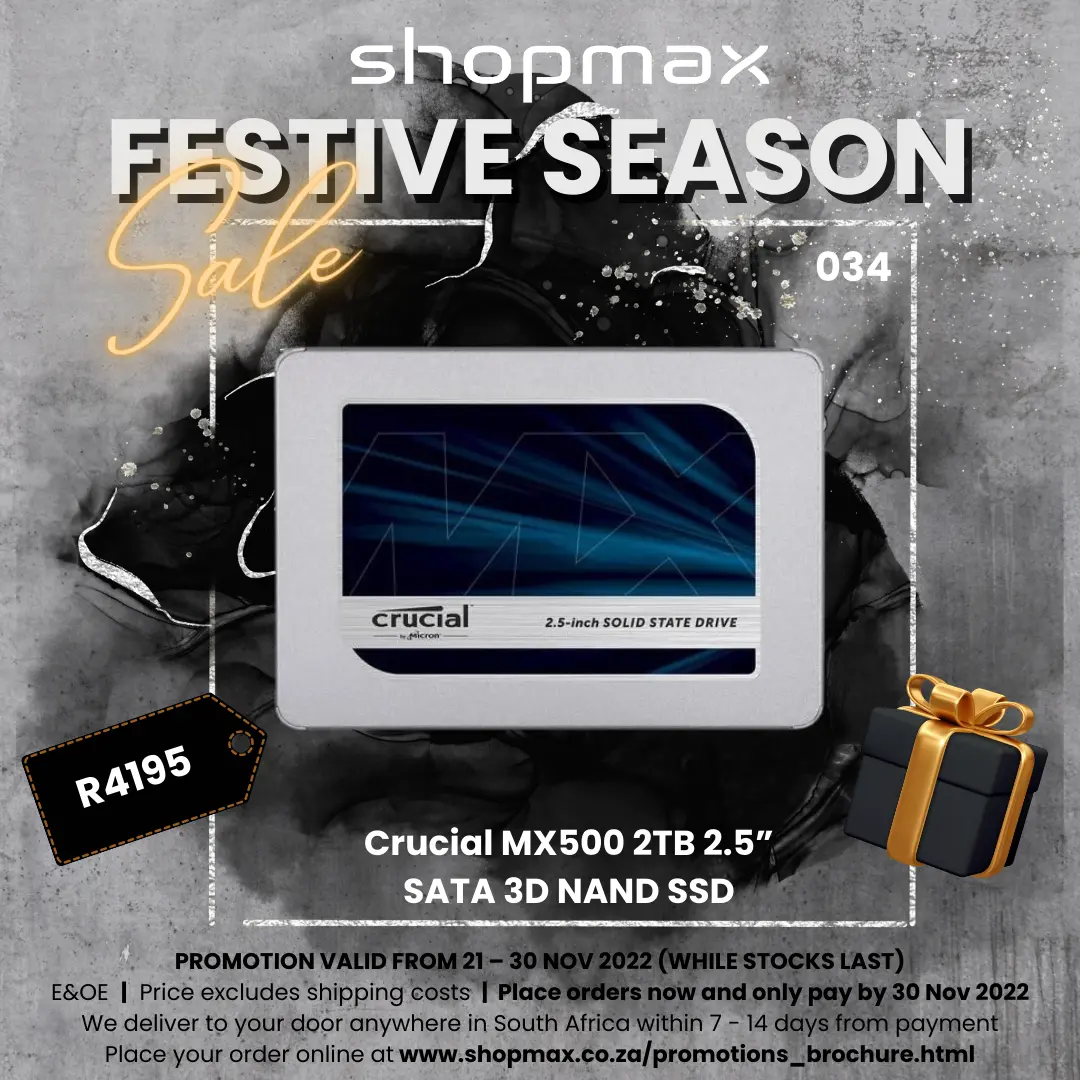 shopmax
FESTIVE SEASON
Sale
034
MX
crucial
by Micron
2.5-inch SOLID STATE DRIVE
R4195
Crucial MX500 2TB 2.5”
SATA 3D NAND SSD
PROMOTION VALID FROM 21 – 30 NOV 2022 (WHILE STOCKS LAST)
E&OE | Price excludes shipping costs | Place orders now and only pay by 30 Nov 2022
We deliver to your door anywhere in South Africa within 7 - 14 days from payment
Place your order online at www.shopmax.co.za/promotions_brochure.html